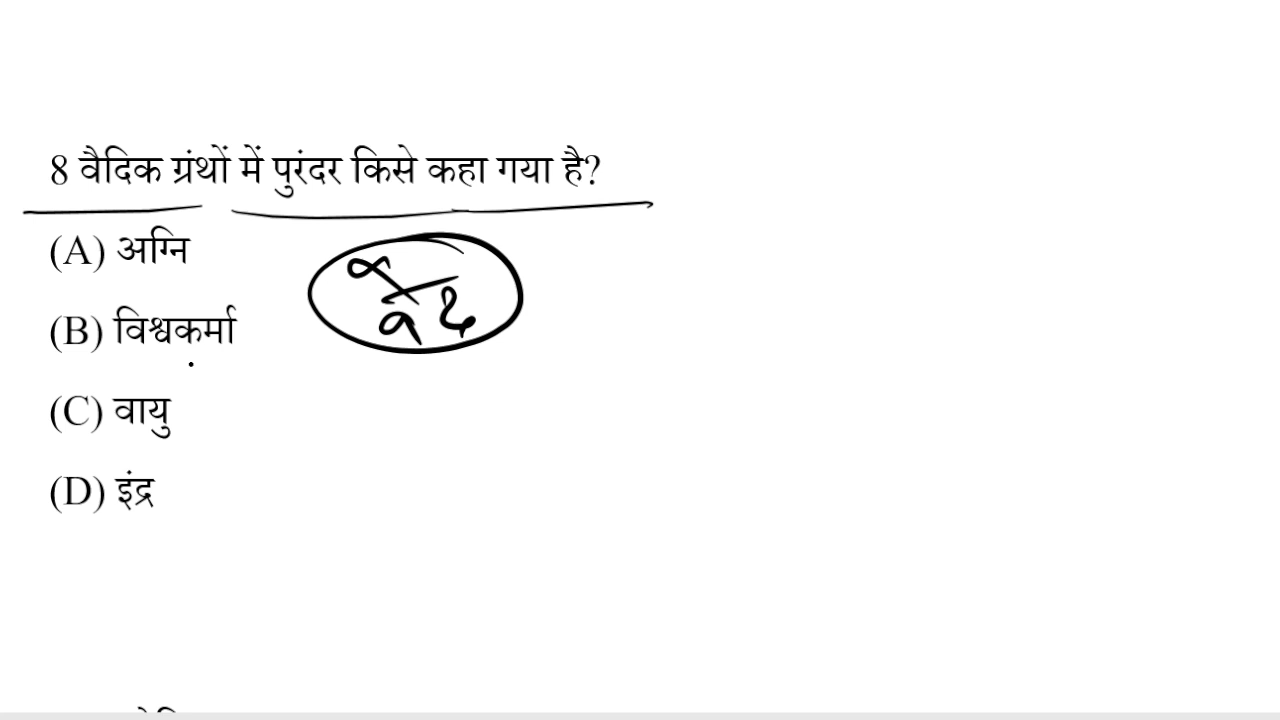 8 वैदिक ग्रंथों में पुरंदर किसे कहा गया है?
(A) अग्नि
(B) विश्वकर्मा
(C) वायु
(D) इंद्र